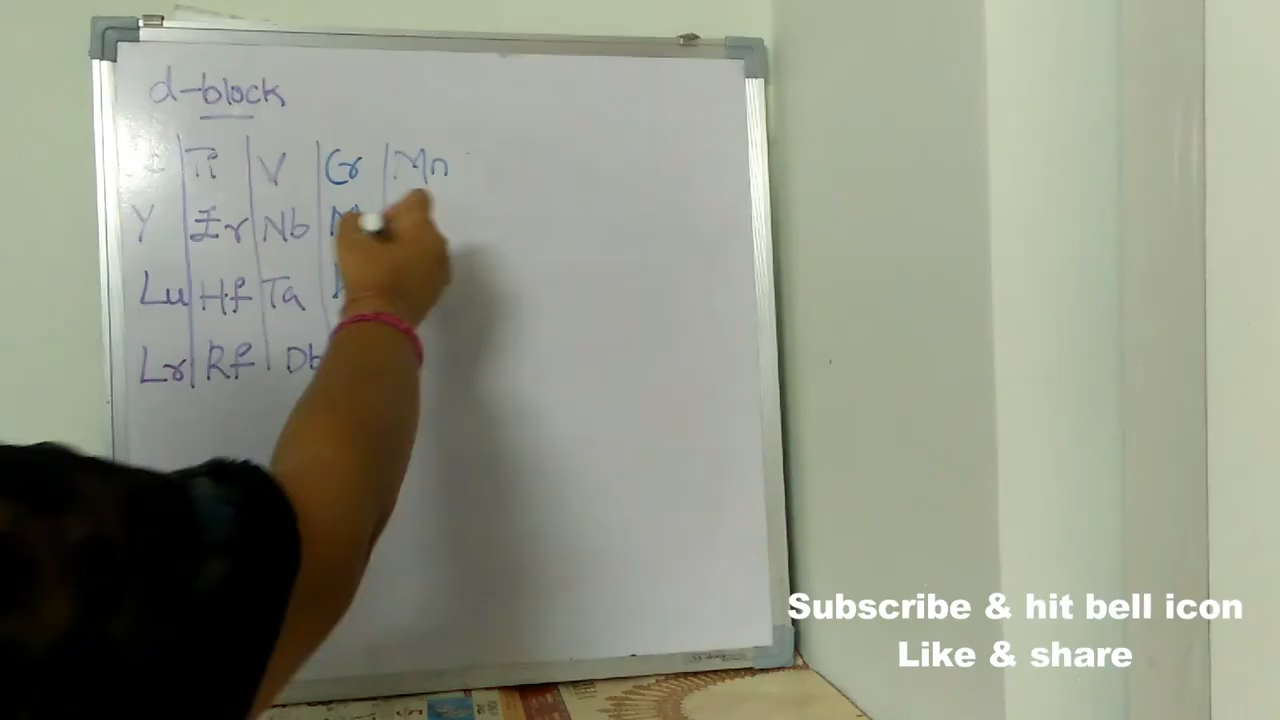 d-block
Ti V Cr Mn
Y Zr Nb
Lu Hf Ta
Lr Rf Db
Subscribe & hit bell icon
Like & share